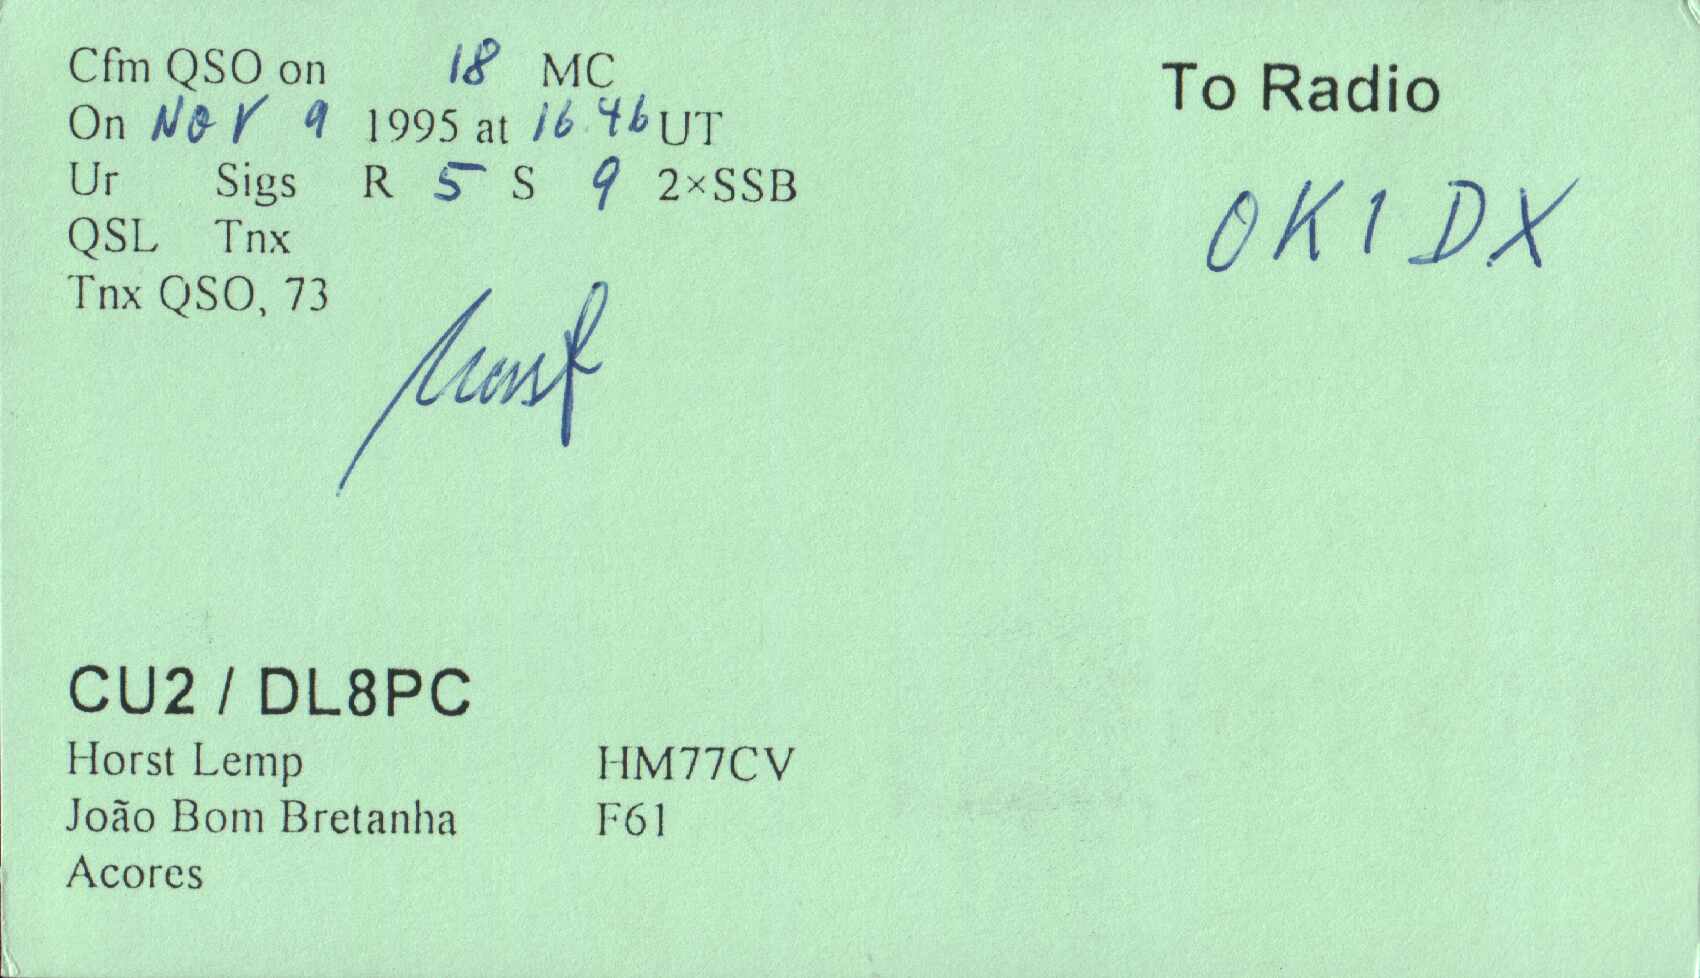 Cfm QSO on 18 MC
On NOV 9 1995 at 16 46 UT
Ur Sigs R 5 S 9 2×SSB
QSL Tnx
Tnx QSO, 73
Horst
To Radio
OK1DX
CU2 / DL8PC
Horst Lemp HM77CV
João Bom Bretanha F61
Acores